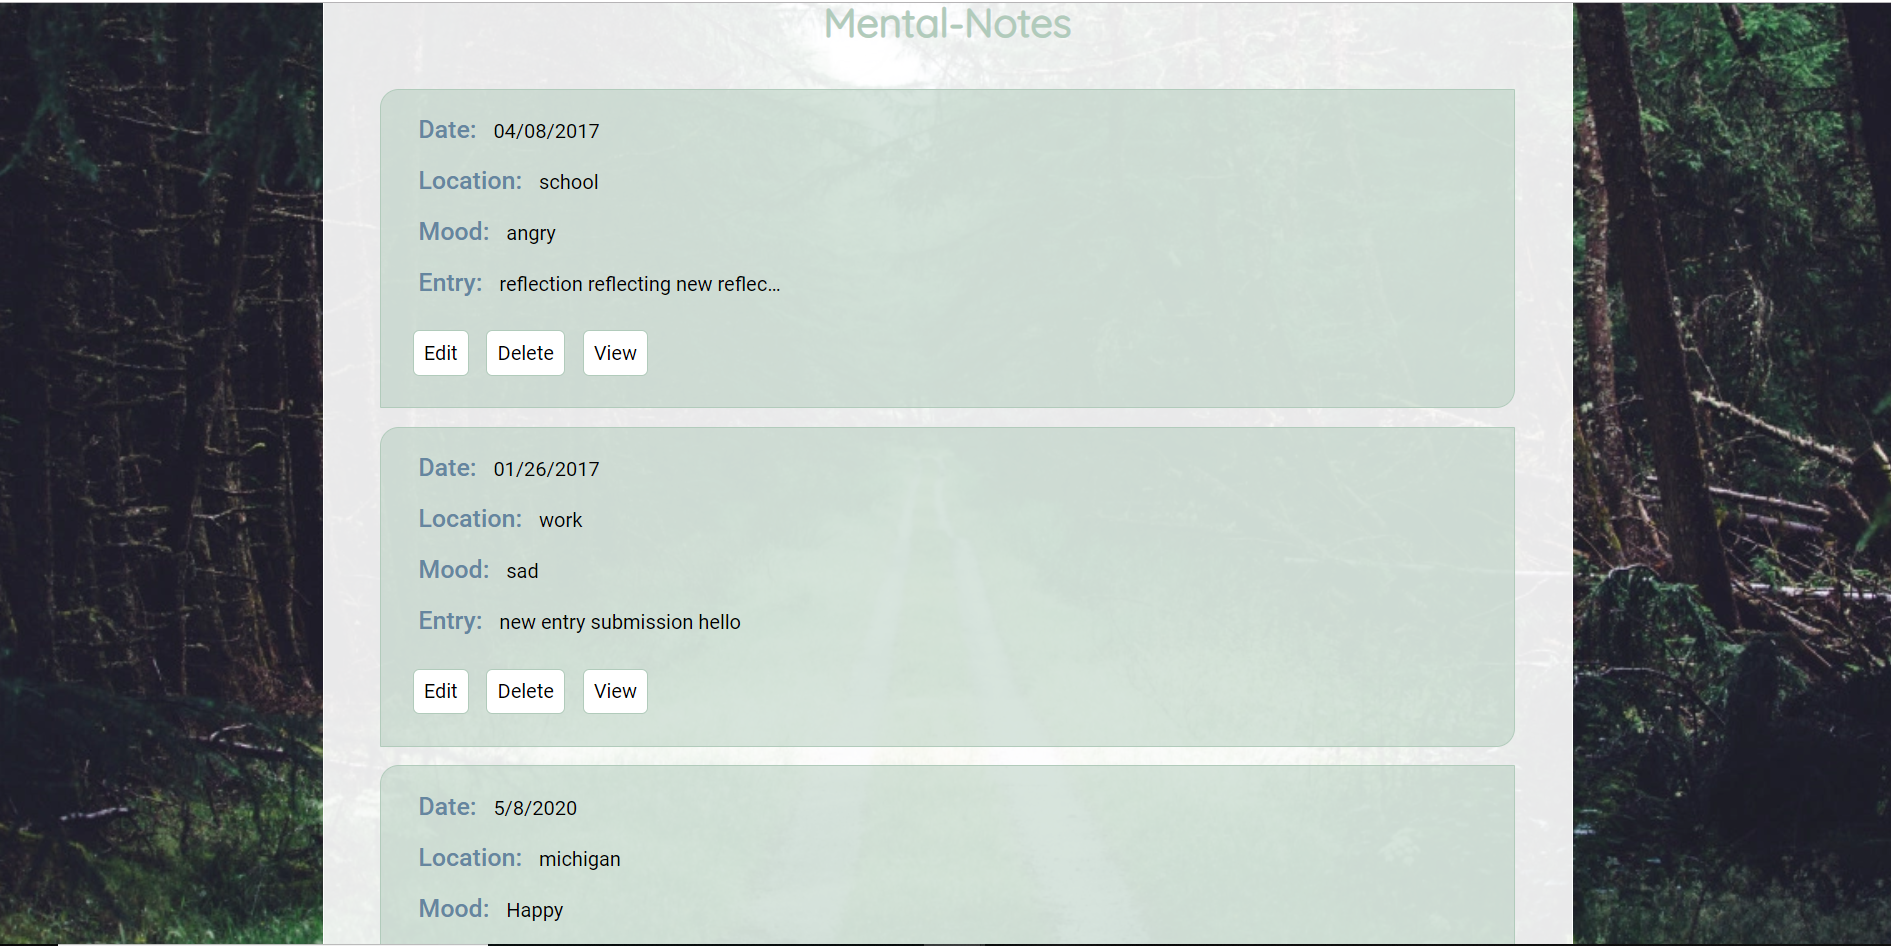 Mental-Notes
Date: 04/08/2017
Location: school
Mood: angry
Entry: reflection reflecting new reflec...
Edit Delete View
Date: 01/26/2017
Location: work
Mood: sad
Entry: new entry submission hello
Edit Delete View
Date: 5/8/2020
Location: michigan
Mood: Happy